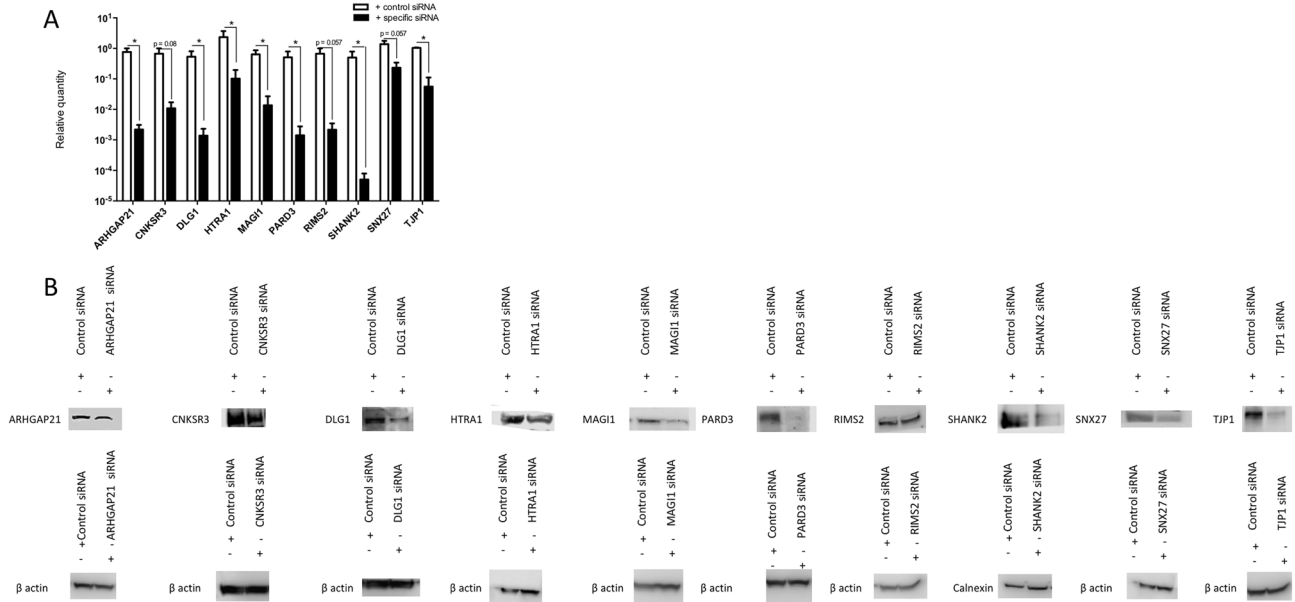 A
+ control siRNA
+ specific siRNA
Relative quantity
10¹
10⁰
10⁻¹
10⁻²
10⁻³
10⁻⁴
10⁻⁵
* p = 0.08 * * * * p = 0.057 * p = 0.057 *
ARHGAP21 CNKSR3 DLG1 HTRA1 MAGI1 PARD3 RIMS2 SHANK2 SNX27 TJP1
B
Control siRNA ARHGAP21 siRNA Control siRNA CNKSR3 siRNA Control siRNA DLG1 siRNA Control siRNA HTRA1 siRNA Control siRNA MAGI1 siRNA Control siRNA PARD3 siRNA Control siRNA RIMS2 siRNA Control siRNA SHANK2 siRNA Control siRNA SNX27 siRNA Control siRNA TJP1 siRNA
+ - + - + - + - + - + - + - + - + - + -
- + - + - + - + - + - + - + - + - + - +
ARHGAP21 CNKSR3 DLG1 HTRA1 MAGI1 PARD3 RIMS2 SHANK2 SNX27 TJP1
Control siRNA ARHGAP21 siRNA Control siRNA CNKSR3 siRNA Control siRNA DLG1 siRNA Control siRNA HTRA1 siRNA Control siRNA MAGI1 siRNA Control siRNA PARD3 siRNA Control siRNA RIMS2 siRNA Control siRNA SHANK2 siRNA Control siRNA SNX27 siRNA Control siRNA TJP1 siRNA
+ - + - + - + - + - + - + - + - + - + -
- + - + - + - + - + - + - + - + - + - +
β actin β actin β actin β actin β actin β actin β actin Calnexin β actin β actin